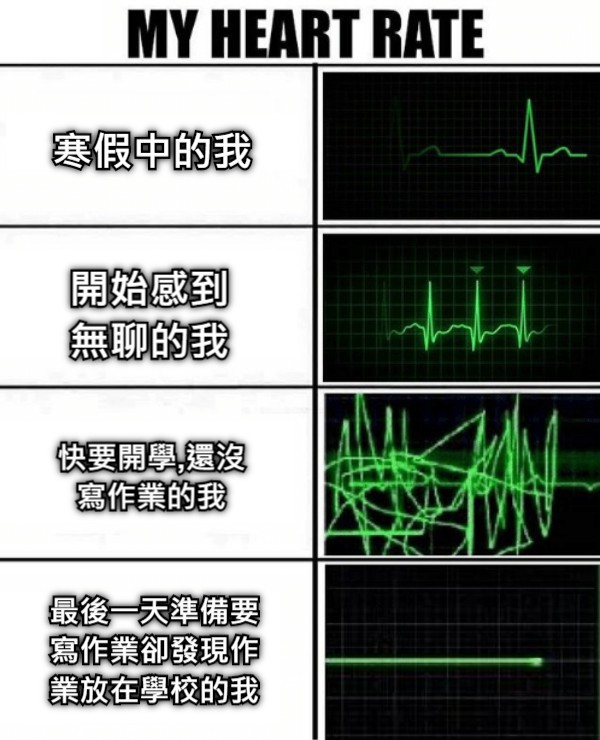 MY HEART RATE
寒假中的我
開始感到
無聊的我
快要開學,還沒
寫作業的我
最後一天準備要
寫作業卻發現作
業放在學校的我